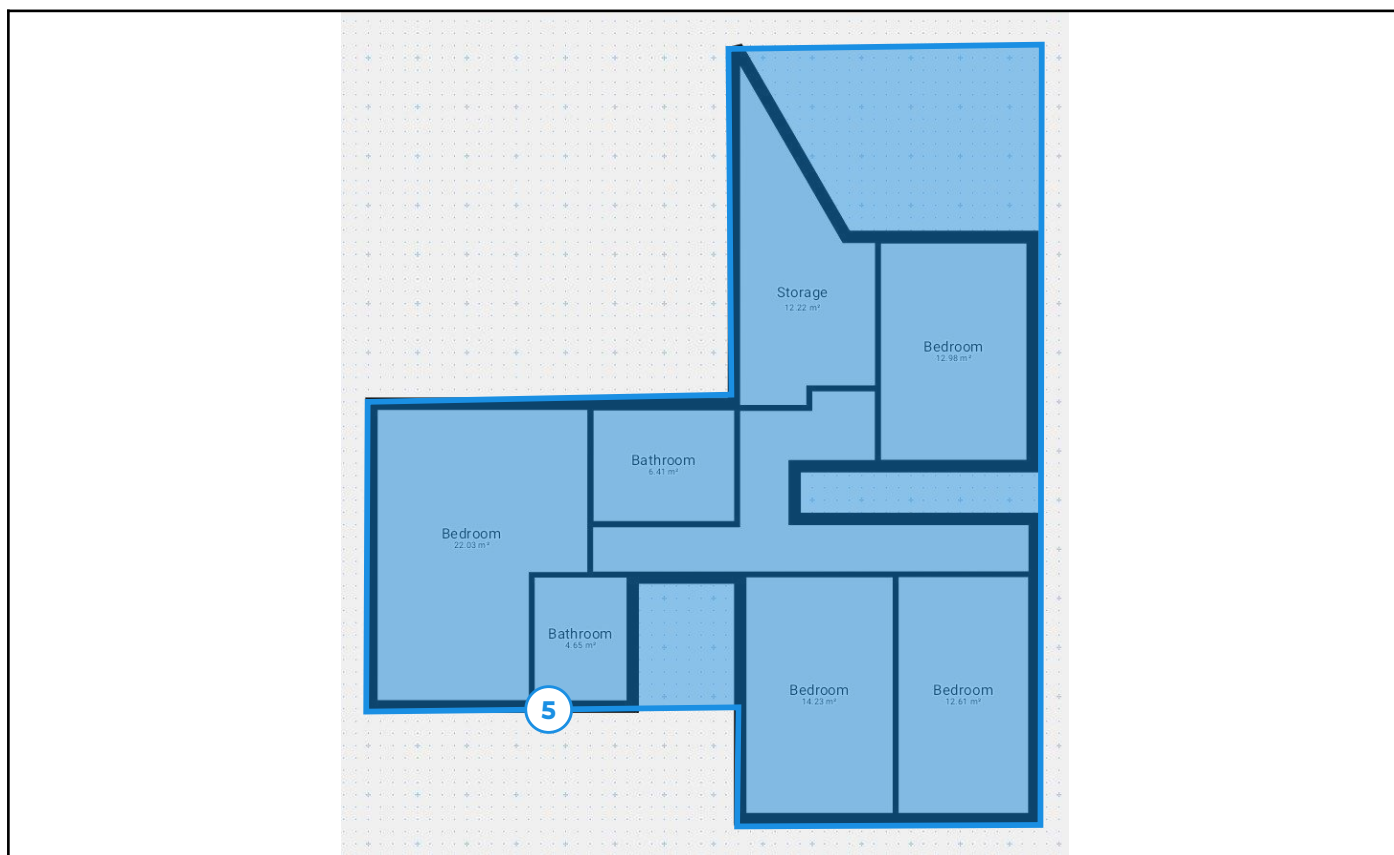 Storage
12.22 m²
Bedroom
12.98 m²
Bathroom
6.41 m²
Bedroom
22.03 m²
Bathroom
4.65 m²
Bedroom
14.23 m²
Bedroom
12.61 m²
5